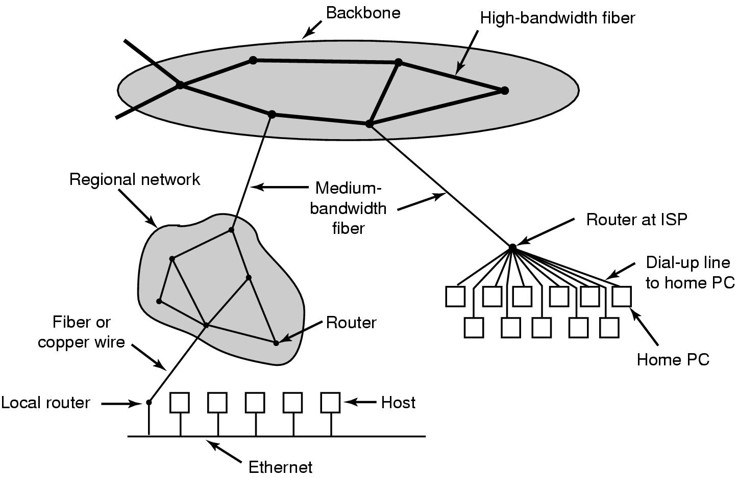 Backbone
High-bandwidth fiber
Regional network
Medium-
bandwidth
fiber
Router at ISP
Dial-up line
to home PC
Fiber or
copper wire
Router
Home PC
Local router
Host
Ethernet